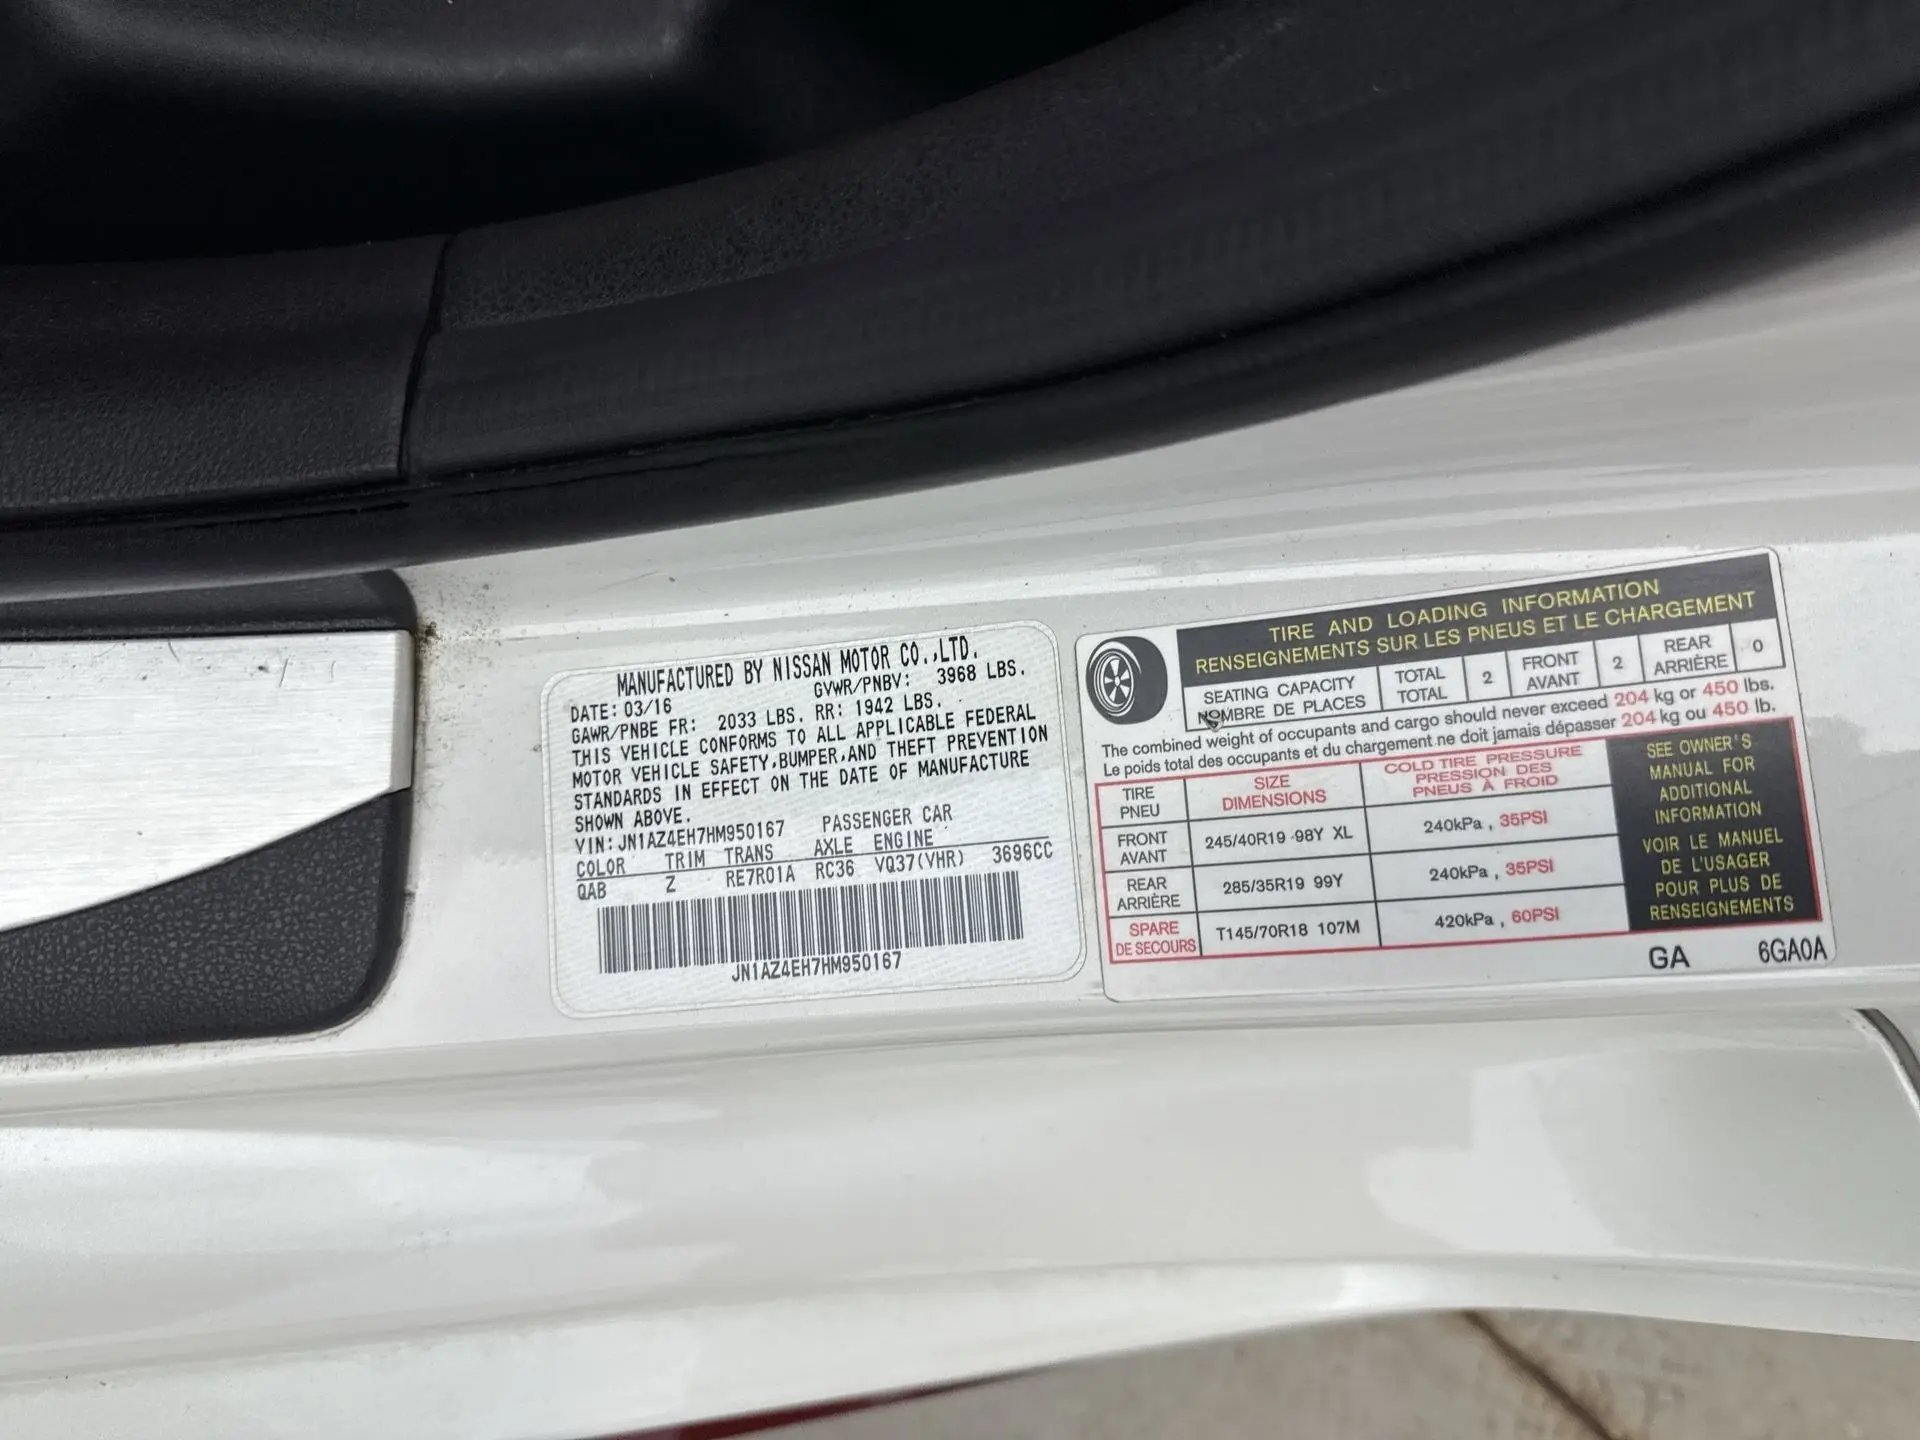 MANUFACTURED BY NISSAN MOTOR CO.,LTD.
DATE: 03/16 GVWR/PNBV: 3968 LBS.
GAWR/PNBE FR: 2033 LBS. RR: 1942 LBS.
THIS VEHICLE CONFORMS TO ALL APPLICABLE FEDERAL
MOTOR VEHICLE SAFETY,BUMPER,AND THEFT PREVENTION
STANDARDS IN EFFECT ON THE DATE OF MANUFACTURE
SHOWN ABOVE.
VIN: JN1AZ4EH7HM950167 PASSENGER CAR
COLOR TRIM TRANS AXLE ENGINE
QAB Z RE7R01A RC36 VQ37(VHR) 3696CC
JN1AZ4EH7HM950167
TIRE AND LOADING INFORMATION
RENSEIGNEMENTS SUR LES PNEUS ET LE CHARGEMENT
SEATING CAPACITY TOTAL 2 FRONT 2 REAR 0
NOMBRE DE PLACES TOTAL AVANT ARRIÈRE
The combined weight of occupants and cargo should never exceed 204 kg or 450 lbs.
Le poids total des occupants et du chargement ne doit jamais dépasser 204 kg ou 450 lb.
TIRE SIZE COLD TIRE PRESSURE
PNEU DIMENSIONS PRESSION DES
PNEUS À FROID
FRONT 245/40R19 98Y XL 240kPa , 35PSI
AVANT
REAR 285/35R19 99Y 240kPa , 35PSI
ARRIÈRE
SPARE T145/70R18 107M 420kPa , 60PSI
DE SECOURS
SEE OWNER'S
MANUAL FOR
ADDITIONAL
INFORMATION
VOIR LE MANUEL
DE L'USAGER
POUR PLUS DE
RENSEIGNEMENTS
GA 6GA0A